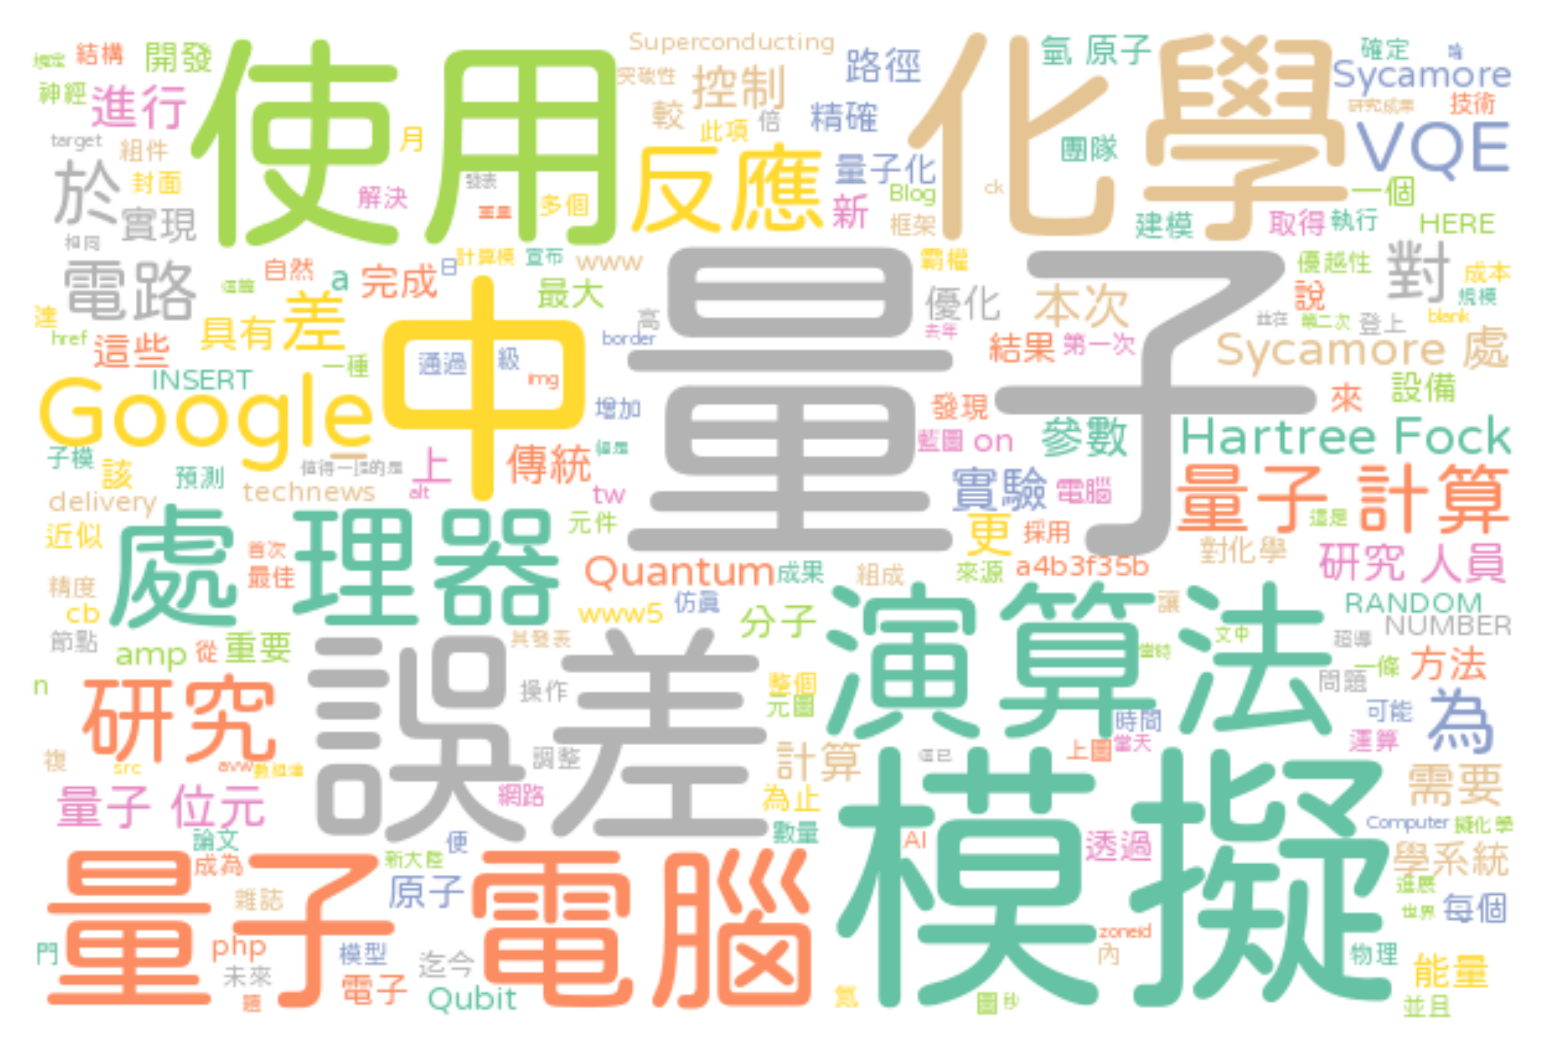 結構
開發
Superconducting
路徑
氫 原子
確定
神經
進行
使用
突破性
控制
化學
Sycamore
研究成果
技術
target
組件
月
較
此項
倍
精確
團隊
VQE
於
封面
解決
發表
多個
反應
量子化
Blog
新
框架
ck
建模
取得
執行
一個
HERE
實現
相同
電路
自然
a
完成
日
計算模
宣布
www
霸權
量子
優越性
對
成本
規模
達
具有
差
最大
高
優化
本次
說
href
這些
一種
中
通過
級
img
border
去年
結果
第一次
並在
第二次
登上
blank
Sycamore 處
INSERT
Google
增加
發現
來
設備
藍圖
on
參數
Hartree Fock
子模
該
預測
值得一提的是
上
傳統
alt
tw
實驗
電腦
量子 計算
delivery
technews
近似
首次
處理器
元件
更
採用
這是
對化學
研究 人員
精度
最佳
Quantum
成果
組成
來源
a4b3f35b
cb
www5
仿真
分子
演算法
讓
RANDOM
NUMBER
節點
amp
從
重要
誤差
其發表
文中
當時
超導
一條
方法
n
研究
操作
整個
元圖
問題
可能
為
時間
複
src
調整
計算
上圖
當天
運算
量子 位元
網路
為止
模擬
需要
論文
數量
AI
透過
Computer
擬化學
成為
新大陸
便
學系統
量子電腦
雜誌
原子
進展
世界
每個
門
php
模型
迄今
zoneid
內
物理
未來
電子
Qubit
氮
圖
秒
能量
題
並且